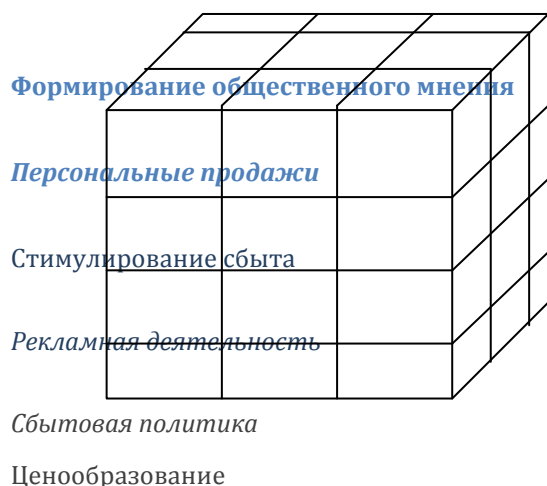 Формирование общественного мнения
Персональные продажи
Стимулирование сбыта
Рекламная деятельность
Сбытовая политика
Ценообразование